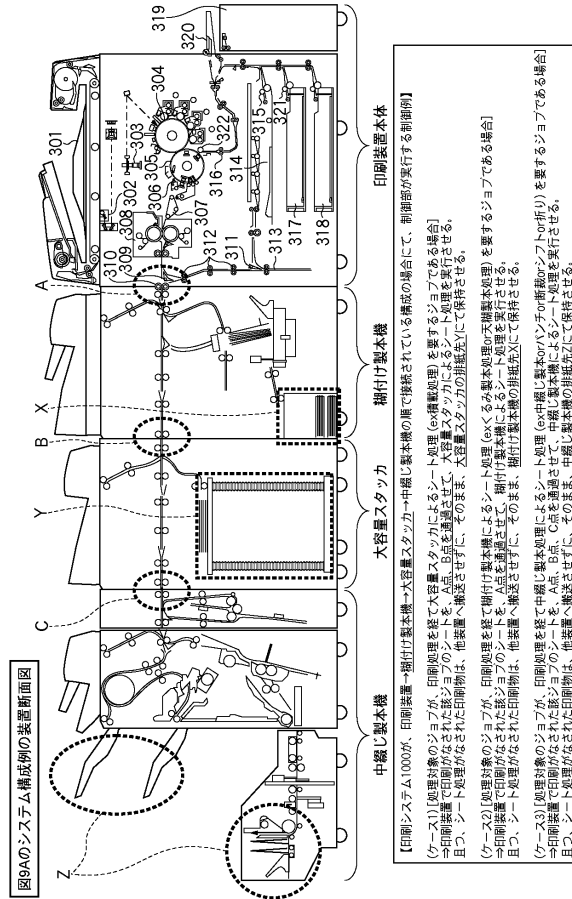 図9Aのシステム構成例の装置断面図
Z
C
Y
B
X
A
310
309
308
302
306
305
303
301
304
320
319
312
311
313
307
316
314
322
315
321
317
318
中綴じ製本機
大容量スタッカ
糊付け製本機
印刷装置本体
【印刷システム1000が、印刷装置→糊付け製本機→大容量スタッカ→中綴じ製本機の順で接続されている構成の場合にて、制御部が実行する制御例】
(ケース1)[処理対象のジョブが、印刷処理を経て大容量スタッカによるシート処理(ex積載処理)を要するジョブである場合]
⇒印刷装置で印刷がなされた該ジョブのシートを、A点、B点を通過させて、大容量スタッカによるシート処理を実行させる。
且つ、シート処理がなされた印刷物は、他装置へ搬送させずに、そのまま、大容量スタッカの排紙先Yにて保持させる。
(ケース2)[処理対象のジョブが、印刷処理を経て糊付け製本機によるシート処理(exくるみ製本処理or天糊製本処理)を要するジョブである場合]
⇒印刷装置で印刷がなされた該ジョブのシートを、A点を通過させて、糊付け製本機によるシート処理を実行させる。
且つ、シート処理がなされた印刷物は、他装置へ搬送させずに、そのまま、糊付け製本機の排紙先Xにて保持させる。
(ケース3)[処理対象のジョブが、印刷処理を経て中綴じ製本処理によるシート処理(ex中綴じ製本orパンチor断裁orシフトor折り)を要するジョブである場合]
⇒印刷装置で印刷がなされた該ジョブのシートを、A点、B点、C点を通過させて、中綴じ製本機によるシート処理を実行させる。
且つ、シート処理がなされた印刷物は、他装置へ搬送させずに、そのまま、中綴じ製本機の排紙先Zにて保持させる。